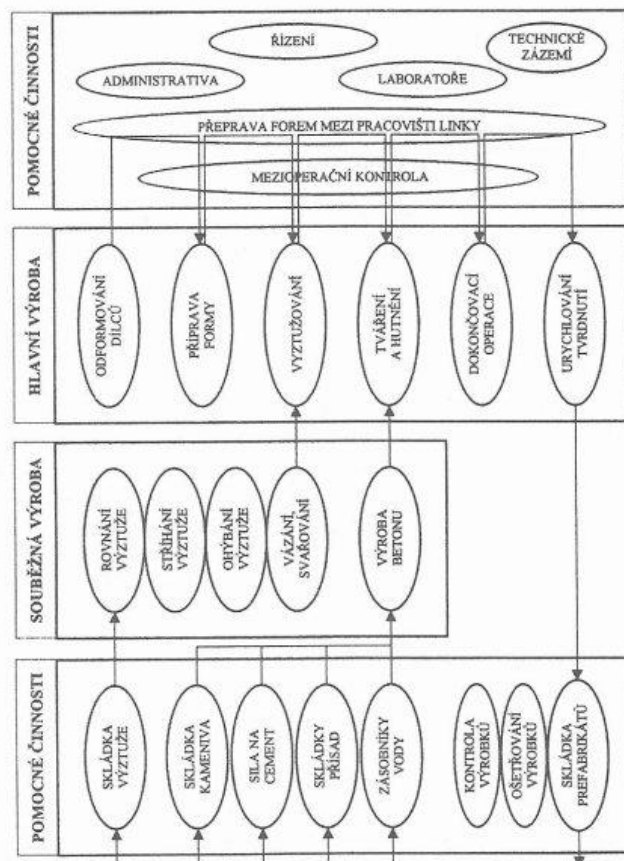 POMOCNÉ ČINNOSTI
ŘÍZENÍ
TECHNICKÉ
ZÁZEMÍ
ADMINISTRATIVA
LABORATOŘE
PŘEPRAVA FOREM MEZI PRACOVIŠTI LINKY
MEZIOPERAČNÍ KONTROLA
HLAVNÍ VÝROBA
ODFORMOVÁNÍ
DÍLCŮ
PŘÍPRAVA
FORMY
VYZTUŽOVÁNÍ
TVÁŘENÍ
A HUTNĚNÍ
DOKONČOVACÍ
OPERACE
URYCHLOVÁNÍ
TVRDNUTÍ
SOUBĚŽNÁ VÝROBA
ROVNÁNÍ
VÝZTUŽE
STŘÍHÁNÍ
VÝZTUŽE
OHÝBÁNÍ
VÝZTUŽE
VÁZÁNÍ,
SVAŘOVÁNÍ
VÝROBA
BETONU
POMOCNÉ ČINNOSTI
SKLÁDKA
VÝZTUŽE
SKLÁDKA
KAMENIVA
SILA NA
CEMENT
SKLÁDKY
PŘÍSAD
ZÁSOBNÍKY
VODY
KONTROLA
VÝROBKŮ
OŠETŘOVÁNÍ
VÝROBKŮ
SKLÁDKA
PREFABRIKÁTŮ